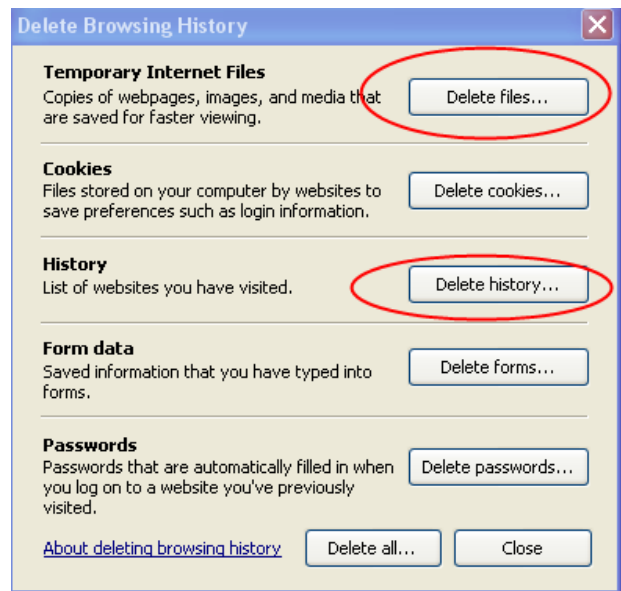 Delete Browsing History
Temporary Internet Files
Copies of webpages, images, and media that
are saved for faster viewing.
Delete files...
Cookies
Files stored on your computer by websites to
save preferences such as login information.
Delete cookies...
History
List of websites you have visited.
Delete history...
Form data
Saved information that you have typed into
forms.
Delete forms...
Passwords
Passwords that are automatically filled in when
you log on to a website you've previously
visited.
Delete passwords...
About deleting browsing history
Delete all...
Close